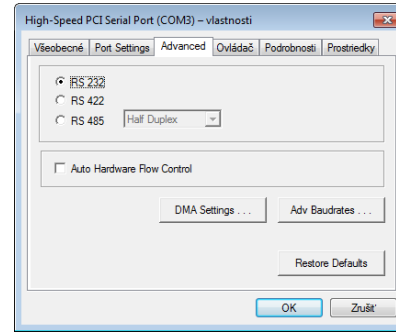 High-Speed PCI Serial Port (COM3) – vlastnosti
Všeobecné Port Settings Advanced Ovládač Podrobnosti Prostriedky
RS 232
RS 422
RS 485 Half Duplex
Auto Hardware Flow Control
DMA Settings . . . Adv Baudrates . . .
Restore Defaults
OK Zrušiť